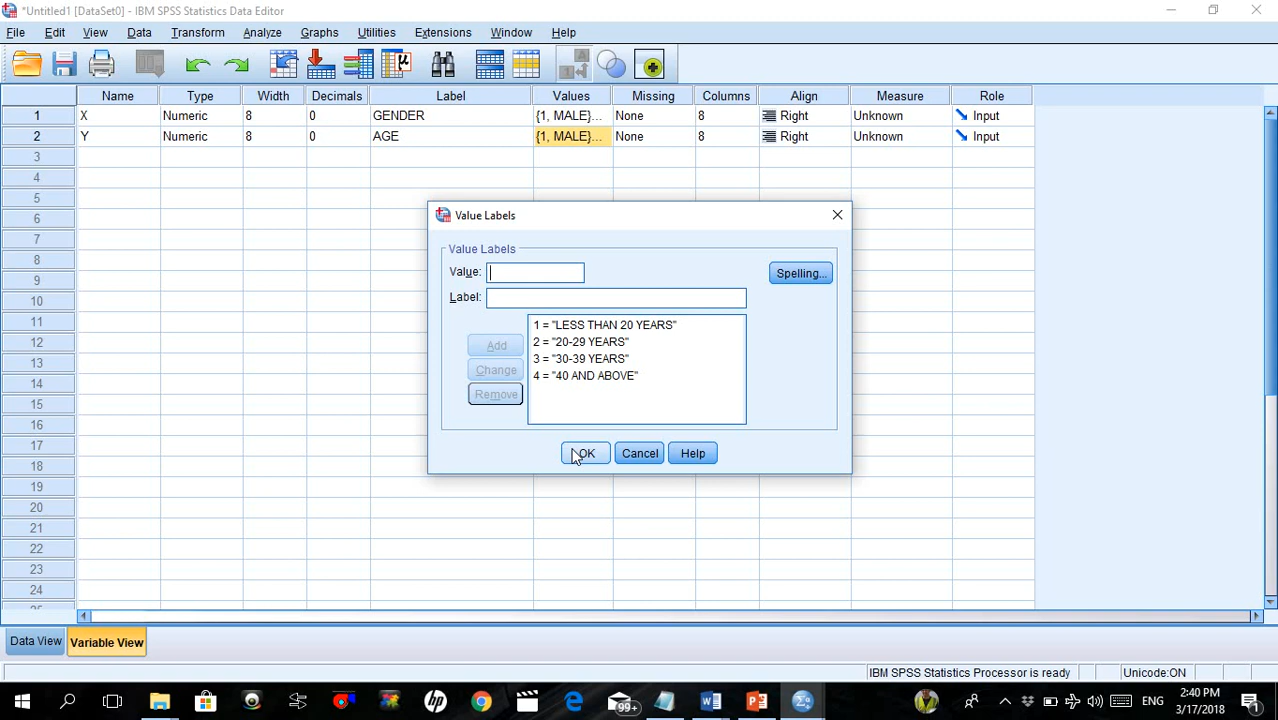 *Untitled1 [DataSet0] - IBM SPSS Statistics Data Editor
File Edit View Data Transform Analyze Graphs Utilities Extensions Window Help
Name Type Width Decimals Label Values Missing Columns Align Measure Role
1 X Numeric 8 0 GENDER {1, MALE}... None 8 Right Unknown Input
2 Y Numeric 8 0 AGE {1, MALE}... None 8 Right Unknown Input
3
4
5
6
7
8
9
10
11
12
13
14
15
16
17
18
19
20
21
22
23
24
Value Labels
Value Labels
Value:
Spelling...
Label:
1 = "LESS THAN 20 YEARS"
2 = "20-29 YEARS"
3 = "30-39 YEARS"
4 = "40 AND ABOVE"
Add
Change
Remove
OK Cancel Help
Data View Variable View
IBM SPSS Statistics Processor is ready Unicode:ON
99+
ENG
2:40 PM
3/17/2018
1